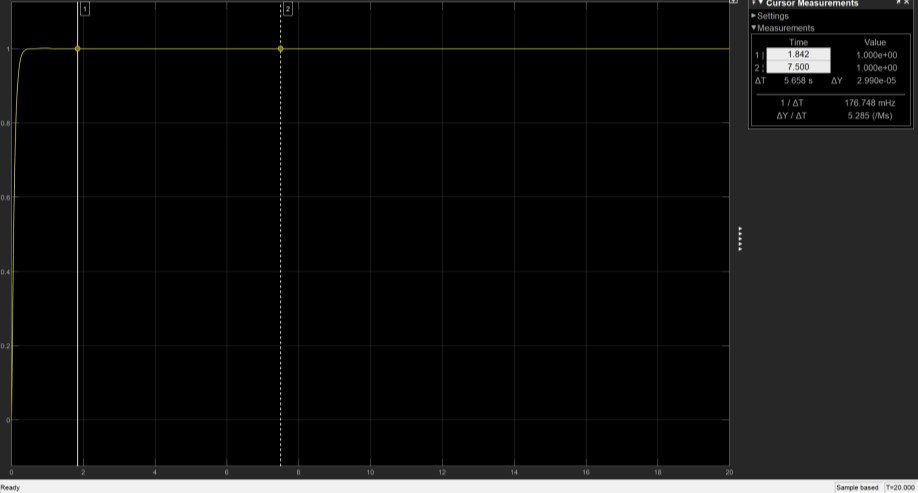 1
2
1
0.8
0.6
0.4
0.2
0
0 2 4 6 8 10 12 14 16 18 20
Cursor Measurements
Settings
Measurements
Time Value
1 | 1.842 1.000e+00
2 ¦ 7.500 1.000e+00
ΔT 5.658 s ΔY 2.990e-05
1 / ΔT 176.748 mHz
ΔY / ΔT 5.285 (/Ms)
Ready
Sample based T=20.000